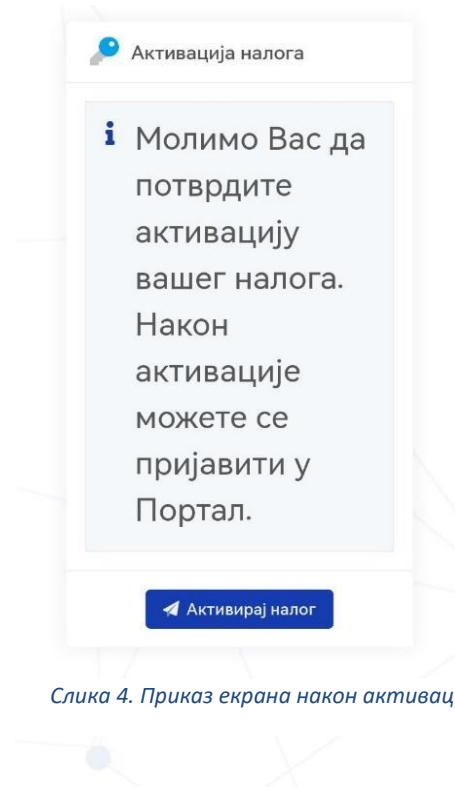 Активација налога
Молимо Вас да
потврдите
активацију
вашег налога.
Након
активације
можете се
пријавити у
Портал.
Активирај налог
Слика 4. Приказ екрана након активац